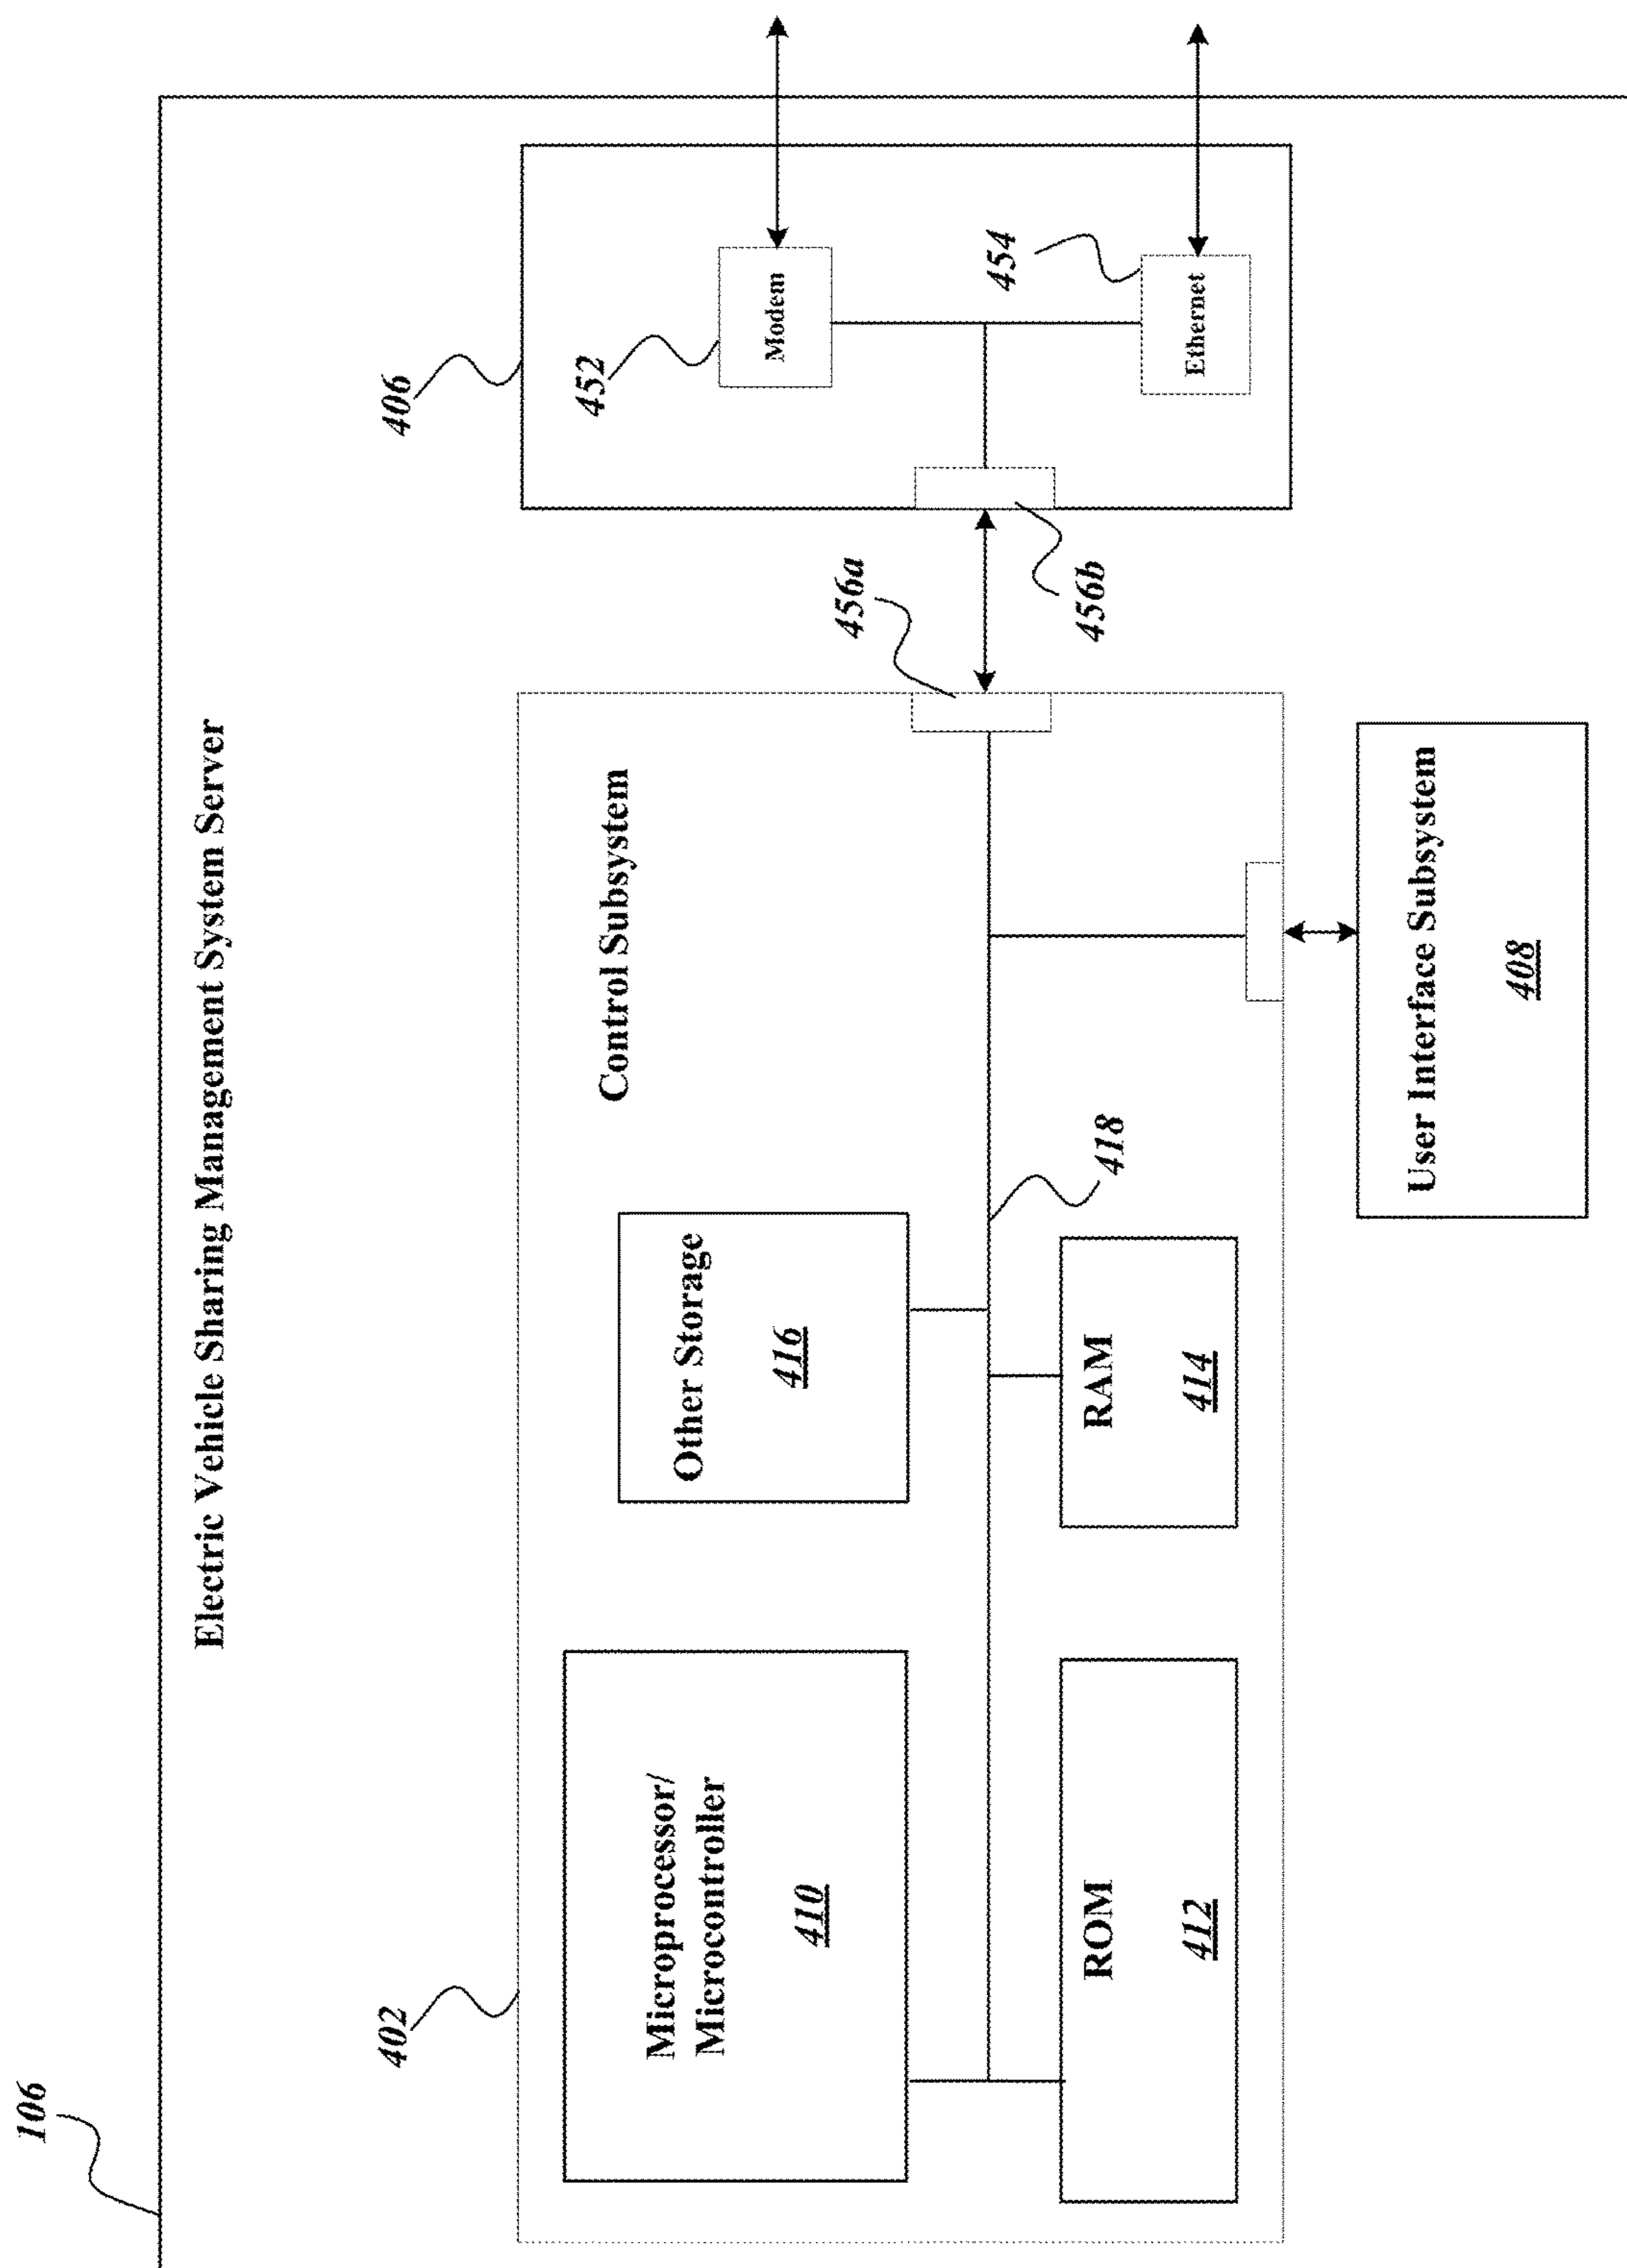 106
Electric Vehicle Sharing Management System Server
402
406
Control Subsystem
Microprocessor/
Microcontroller
410
Other Storage
416
452
Modem
456a
418
454
456b
ROM
412
RAM
414
Ethernet
User Interface Subsystem
408